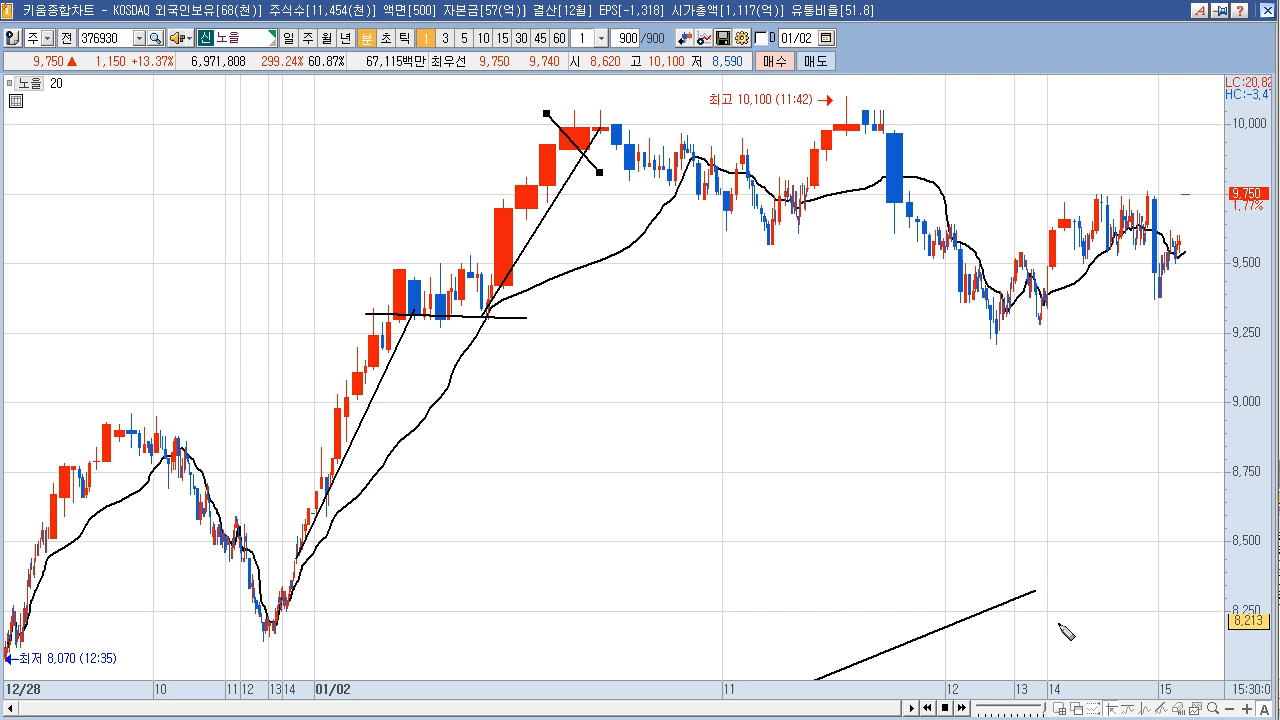 키움종합차트 - KOSDAQ 외국인보유[68(천)] 주식수[11,454(천)] 액면[500] 자본금[57(억)] 결산[12월] EPS[-1,318] 시가총액[1,117(억)] 유통비율[51.8]
주 전 376930 신 노을 일 주 월 년 분 초 틱 1 3 5 10 15 30 45 60 1 900 /900 D 01/02
9,750 ▲ 1,150 +13.37% 6,971,808 299.24% 60.87% 67,115백만 최우선 9,750 9,740 시 8,620 고 10,100 저 8,590 매수 매도
노을 20
LC:20,82
HC:-3,4
최고 10,100 (11:42)
10,000
9,750
1.77%
9,500
9,250
9,000
8,750
8,500
8,250
8,213
최저 8,070 (12:35)
12/28 10 11 12 13 14 01/02 11 12 13 14 15 15:30:0
A